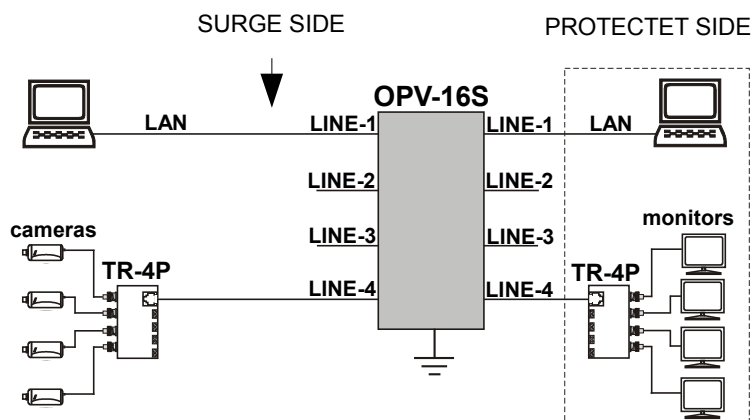 SURGE SIDE
PROTECTET SIDE
OPV-16S
LAN
LINE-1
LINE-1
LAN
LINE-2
LINE-2
cameras
monitors
LINE-3
LINE-3
TR-4P
TR-4P
LINE-4
LINE-4